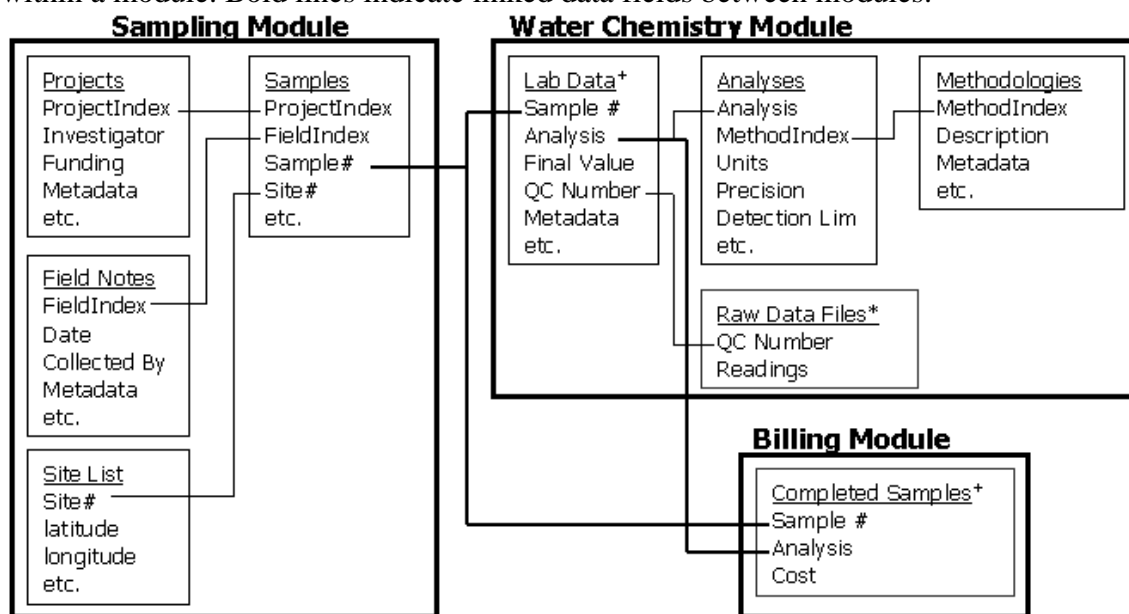 within a module. Bold lines indicate linked data fields between modules.
Sampling Module
Projects
ProjectIndex
Investigator
Funding
Metadata
etc.
Samples
ProjectIndex
FieldIndex
Sample#
Site#
etc.
Field Notes
FieldIndex
Date
Collected By
Metadata
etc.
Site List
Site#
latitude
longitude
etc.
Water Chemistry Module
Lab Data+
Sample #
Analysis
Final Value
QC Number
Metadata
etc.
Analyses
Analysis
MethodIndex
Units
Precision
Detection Lim
etc.
Methodologies
MethodIndex
Description
Metadata
etc.
Raw Data Files*
QC Number
Readings
Billing Module
Completed Samples+
Sample #
Analysis
Cost